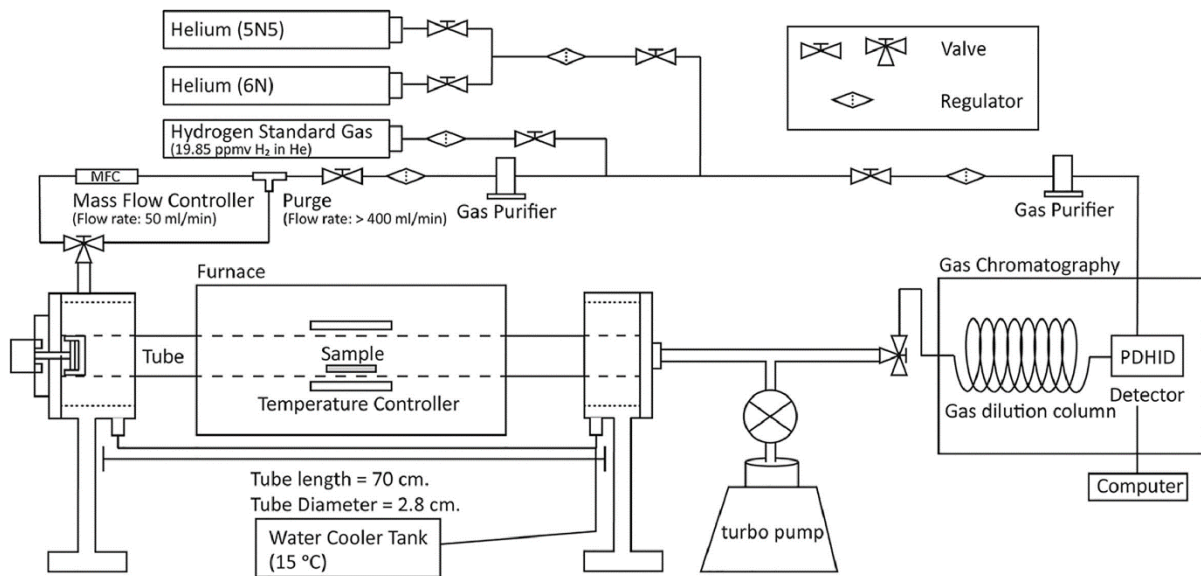 Helium (5N5)
Helium (6N)
Hydrogen Standard Gas
(19.85 ppmv H₂ in He)
Valve
Regulator
MFC
Mass Flow Controller
(Flow rate: 50 ml/min)
Purge
(Flow rate: > 400 ml/min)
Gas Purifier
Gas Purifier
Furnace
Gas Chromatography
Tube
Sample
Temperature Controller
PDHID
Detector
Gas dilution column
Tube length = 70 cm.
Tube Diameter = 2.8 cm.
Water Cooler Tank
(15 °C)
turbo pump
Computer